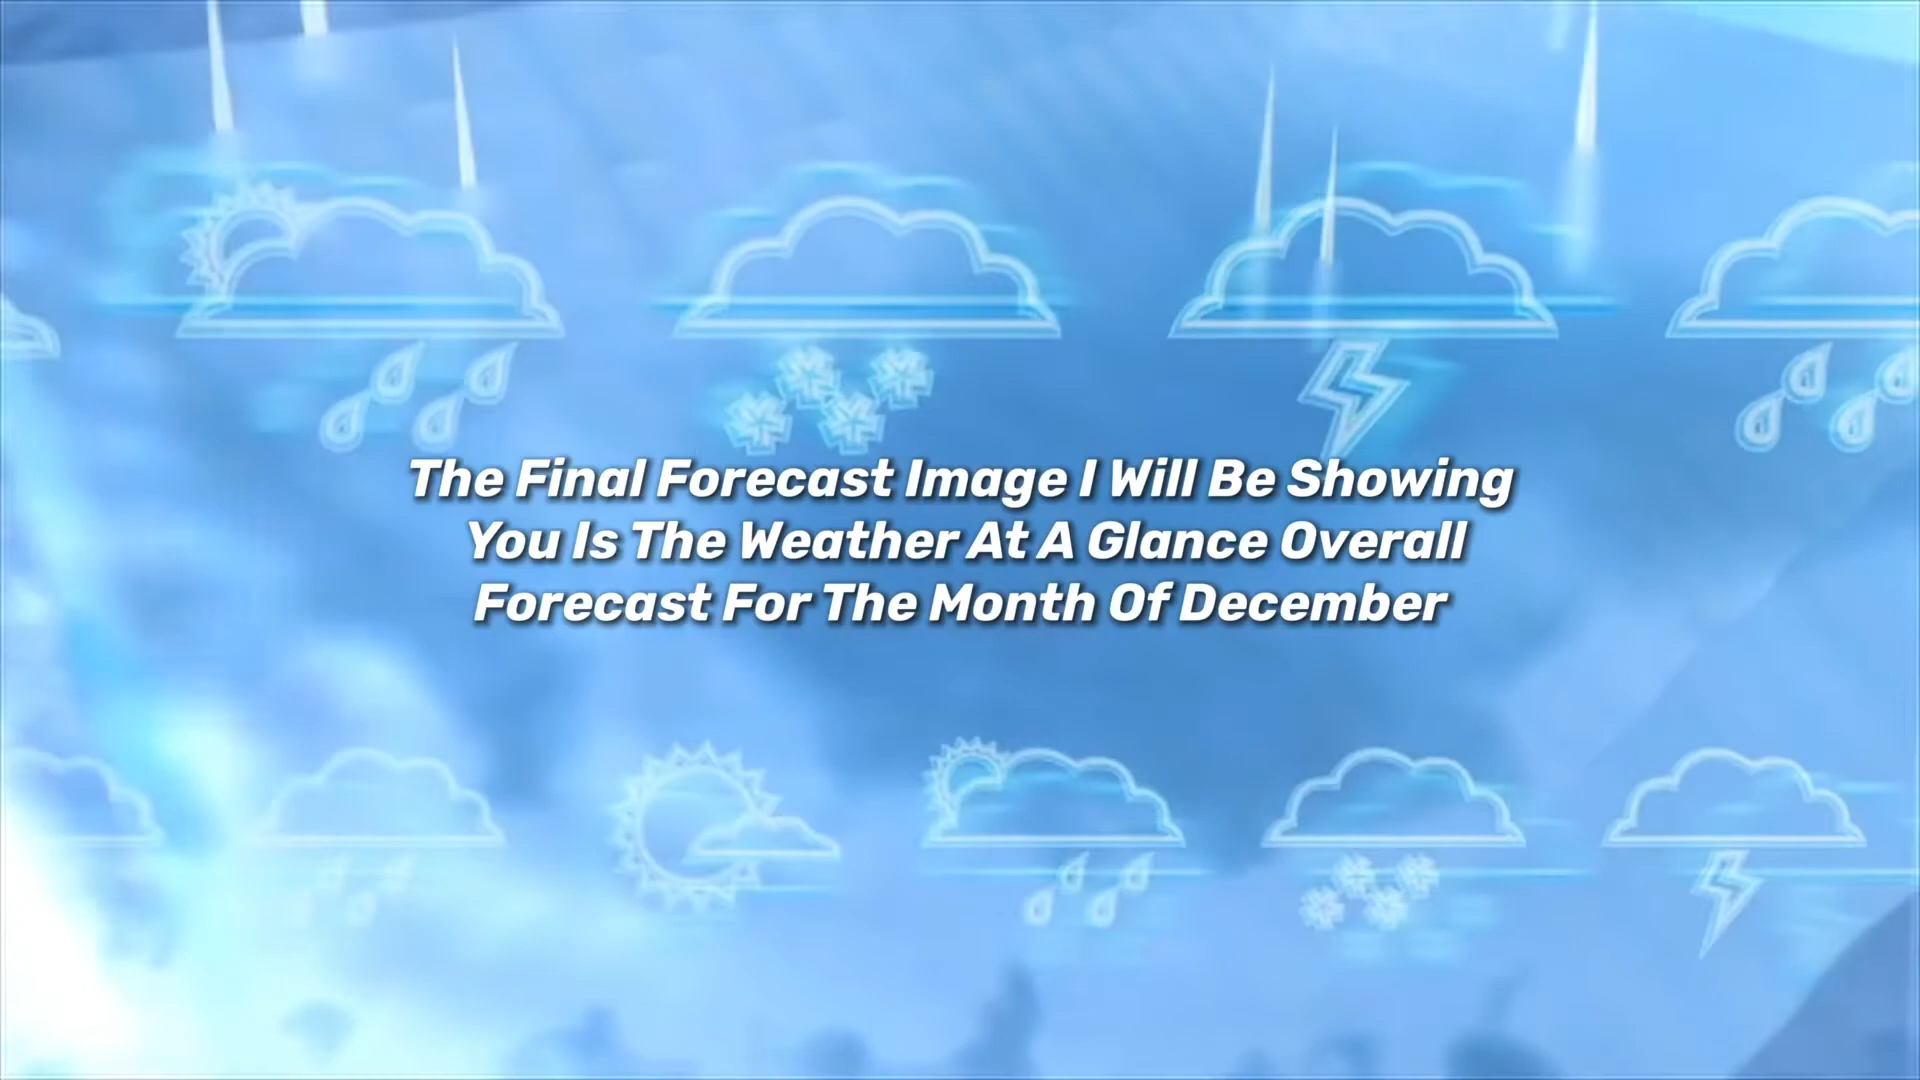 The Final Forecast Image I Will Be Showing
You Is The Weather At A Glance Overall
Forecast For The Month Of December